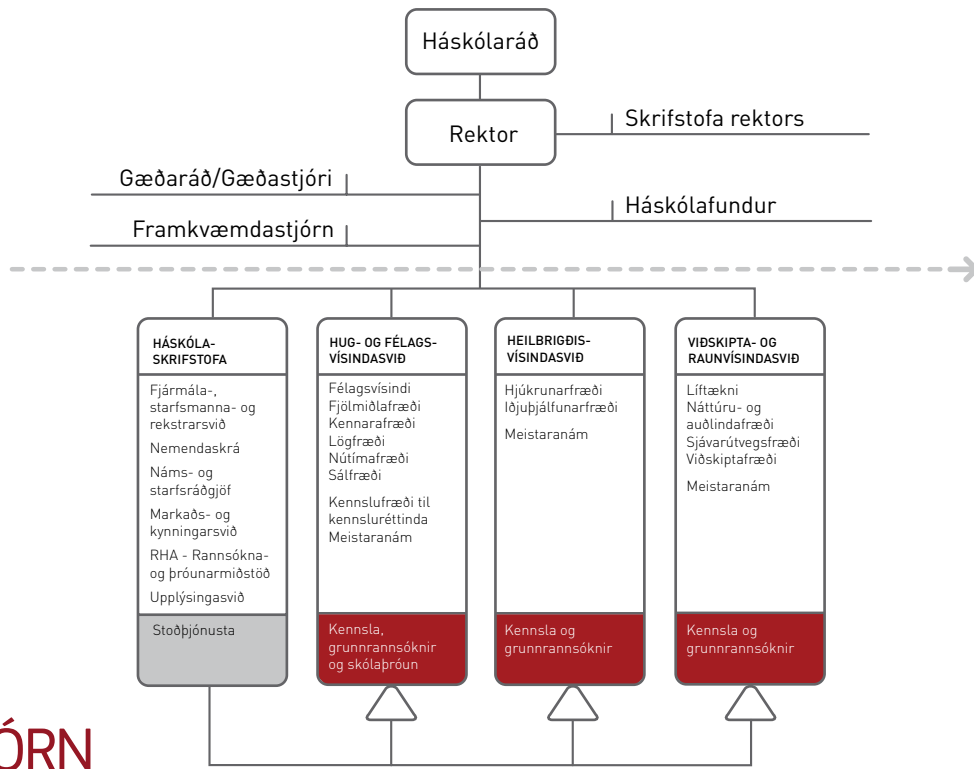 Háskólaráð
Rektor
Skrifstofa rektors
Gæðaráð/Gæðastjóri
Háskólafundur
Framkvæmdastjórn
HÁSKÓLA-
SKRIFSTOFA
Fjármála-,
starfsmanna- og
rekstrarsvið
Nemendaskrá
Náms- og
starfsráðgjöf
Markaðs- og
kynningarsvið
RHA - Rannsókna-
og þróunarmiðstöð
Upplýsingasvið
Stoðþjónusta
HUG- OG FÉLAGS-
VÍSINDASVIÐ
Félagsvísindi
Fjölmiðlafræði
Kennarafræði
Lögfræði
Nútímafræði
Sálfræði
Kennslufræði til
kennsluréttinda
Meistaranám
Kennsla,
grunnrannsóknir
og skólaþróun
HEILBRIGÐIS-
VÍSINDASVIÐ
Hjúkrunarfræði
Iðjuþjálfunarfræði
Meistaranám
Kennsla og
grunnrannsóknir
VIÐSKIPTA- OG
RAUNVÍSINDASVIÐ
Líftækni
Náttúru- og
auðlindafræði
Sjávarútvegsfræði
Viðskiptafræði
Meistaranám
Kennsla og
grunnrannsóknir
ÓRN